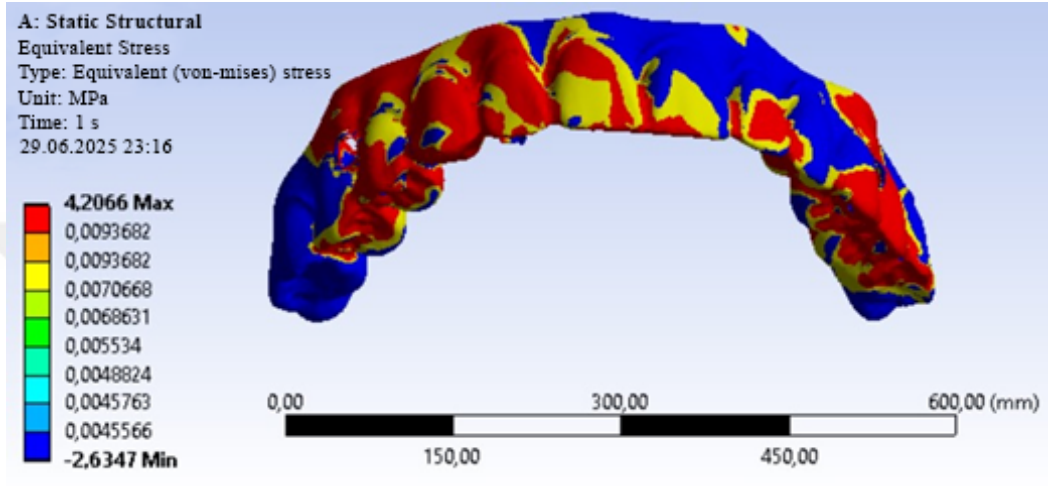 A: Static Structural
Equivalent Stress
Type: Equivalent (von-mises) stress
Unit: MPa
Time: 1 s
29.06.2025 23:16
4,2066 Max
0,0093682
0,0093682
0,0070668
0,0068631
0,005534
0,0048824
0,0045763
0,0045566
-2,6347 Min
0,00 300,00 600,00 (mm)
150,00 450,00